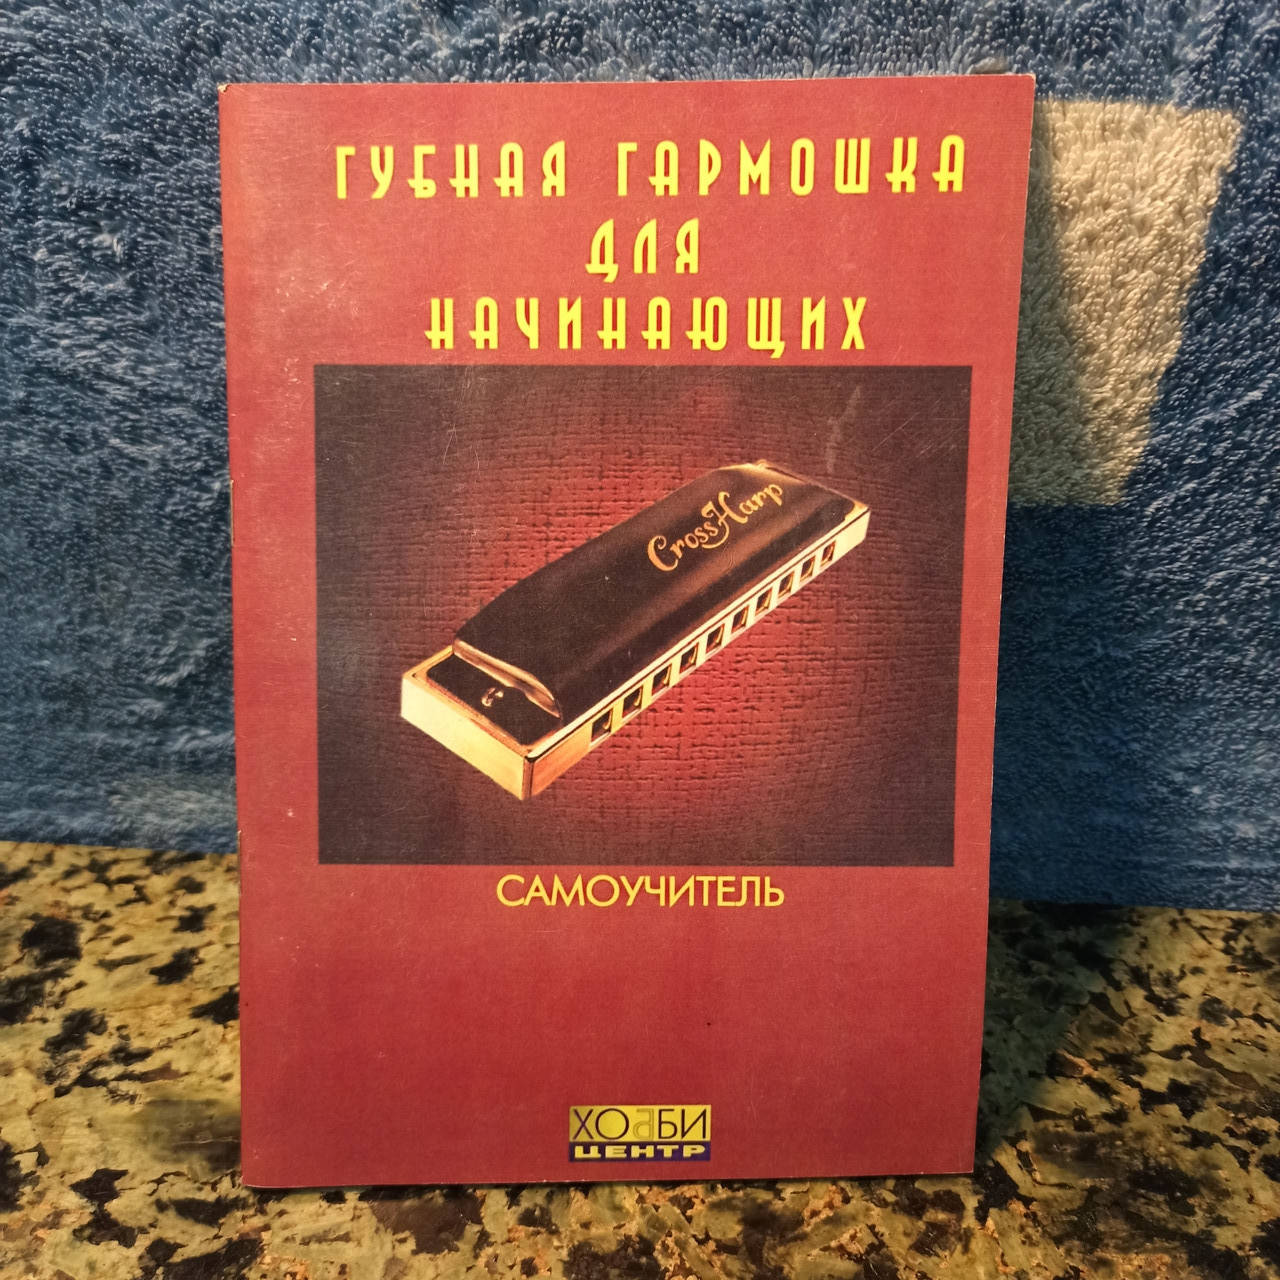 ГУБНАЯ ГАРМОШКА
ДЛЯ
НАЧИНАЮЩИХ
CrossHarp
САМОУЧИТЕЛЬ
ХОББИ
ЦЕНТР